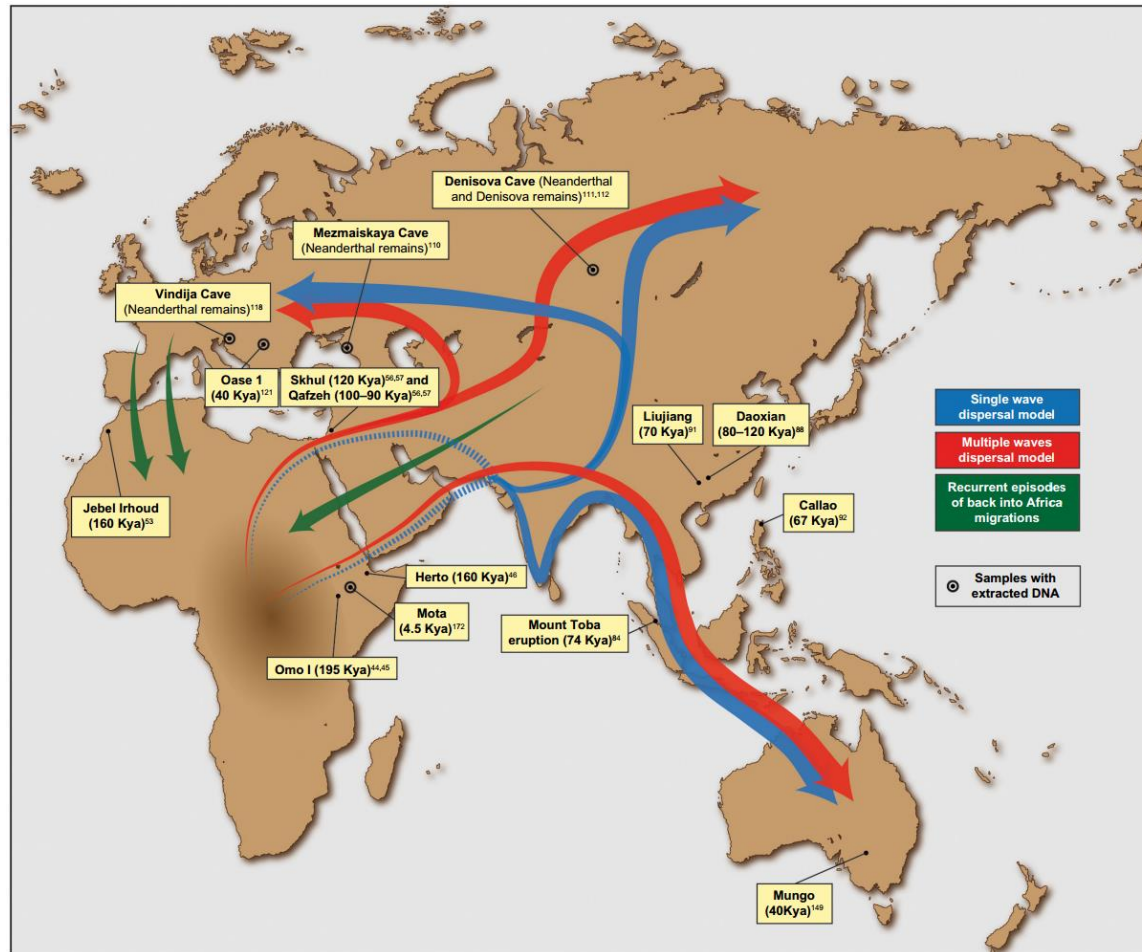 Denisova Cave (Neanderthal
and Denisova remains)111,112
Mezmaiskaya Cave
(Neanderthal remains)110
Vindija Cave
(Neanderthal remains)118
Oase 1
(40 Kya)121
Skhul (120 Kya)56,57 and
Qafzeh (100–90 Kya)56,57
Liujiang
(70 Kya)91
Daoxian
(80–120 Kya)88
Single wave
dispersal model
Multiple waves
dispersal model
Recurrent episodes
of back into Africa
migrations
Jebel Irhoud
(160 Kya)53
Callao
(67 Kya)92
Herto (160 Kya)46
Samples with
extracted DNA
Mota
(4.5 Kya)172
Mount Toba
eruption (74 Kya)84
Omo I (195 Kya)44,45
Mungo
(40Kya)149